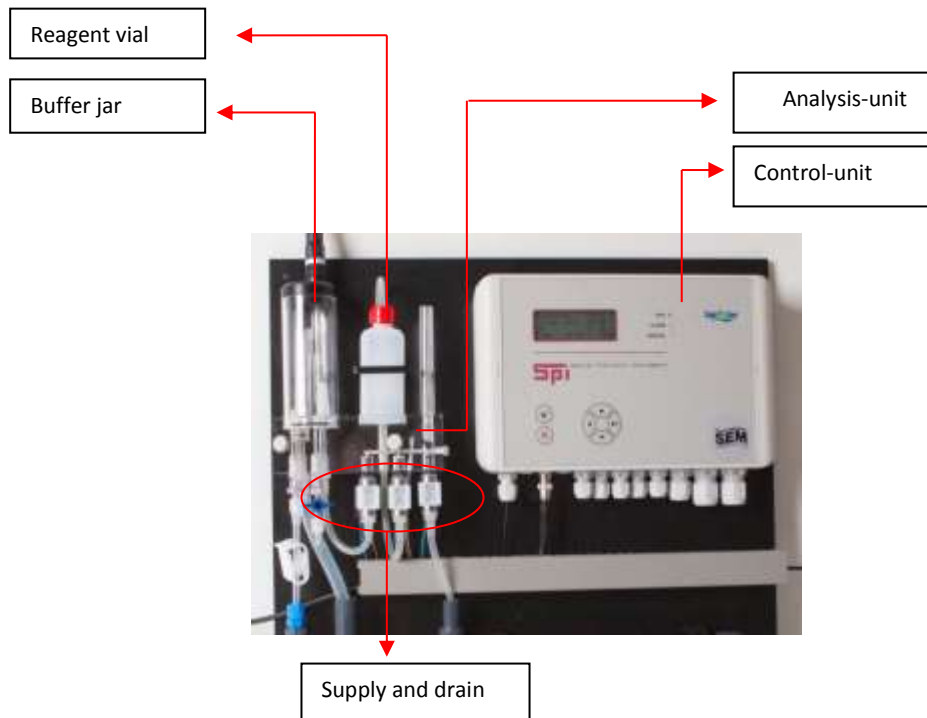 Reagent vial
Buffer jar
Analysis-unit
Control-unit
Spi
SEM
Supply and drain